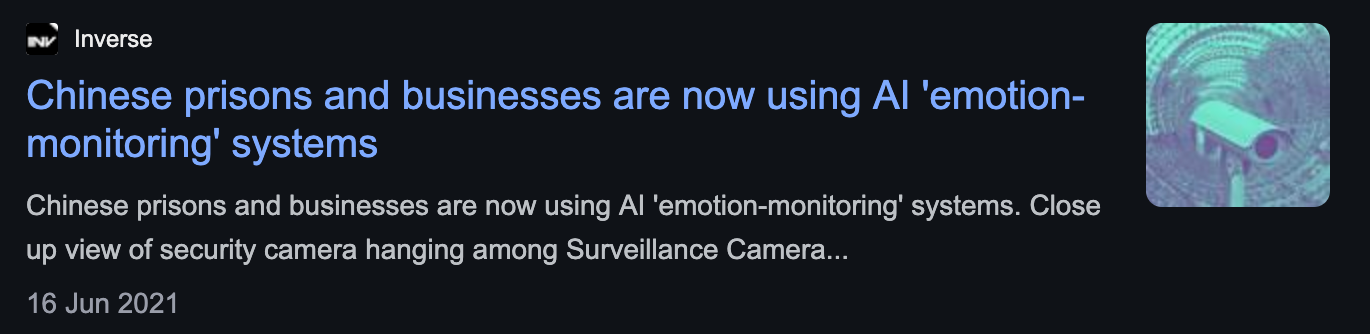 INV
Inverse
Chinese prisons and businesses are now using AI 'emotion-
monitoring' systems
Chinese prisons and businesses are now using AI 'emotion-monitoring' systems. Close
up view of security camera hanging among Surveillance Camera...
16 Jun 2021